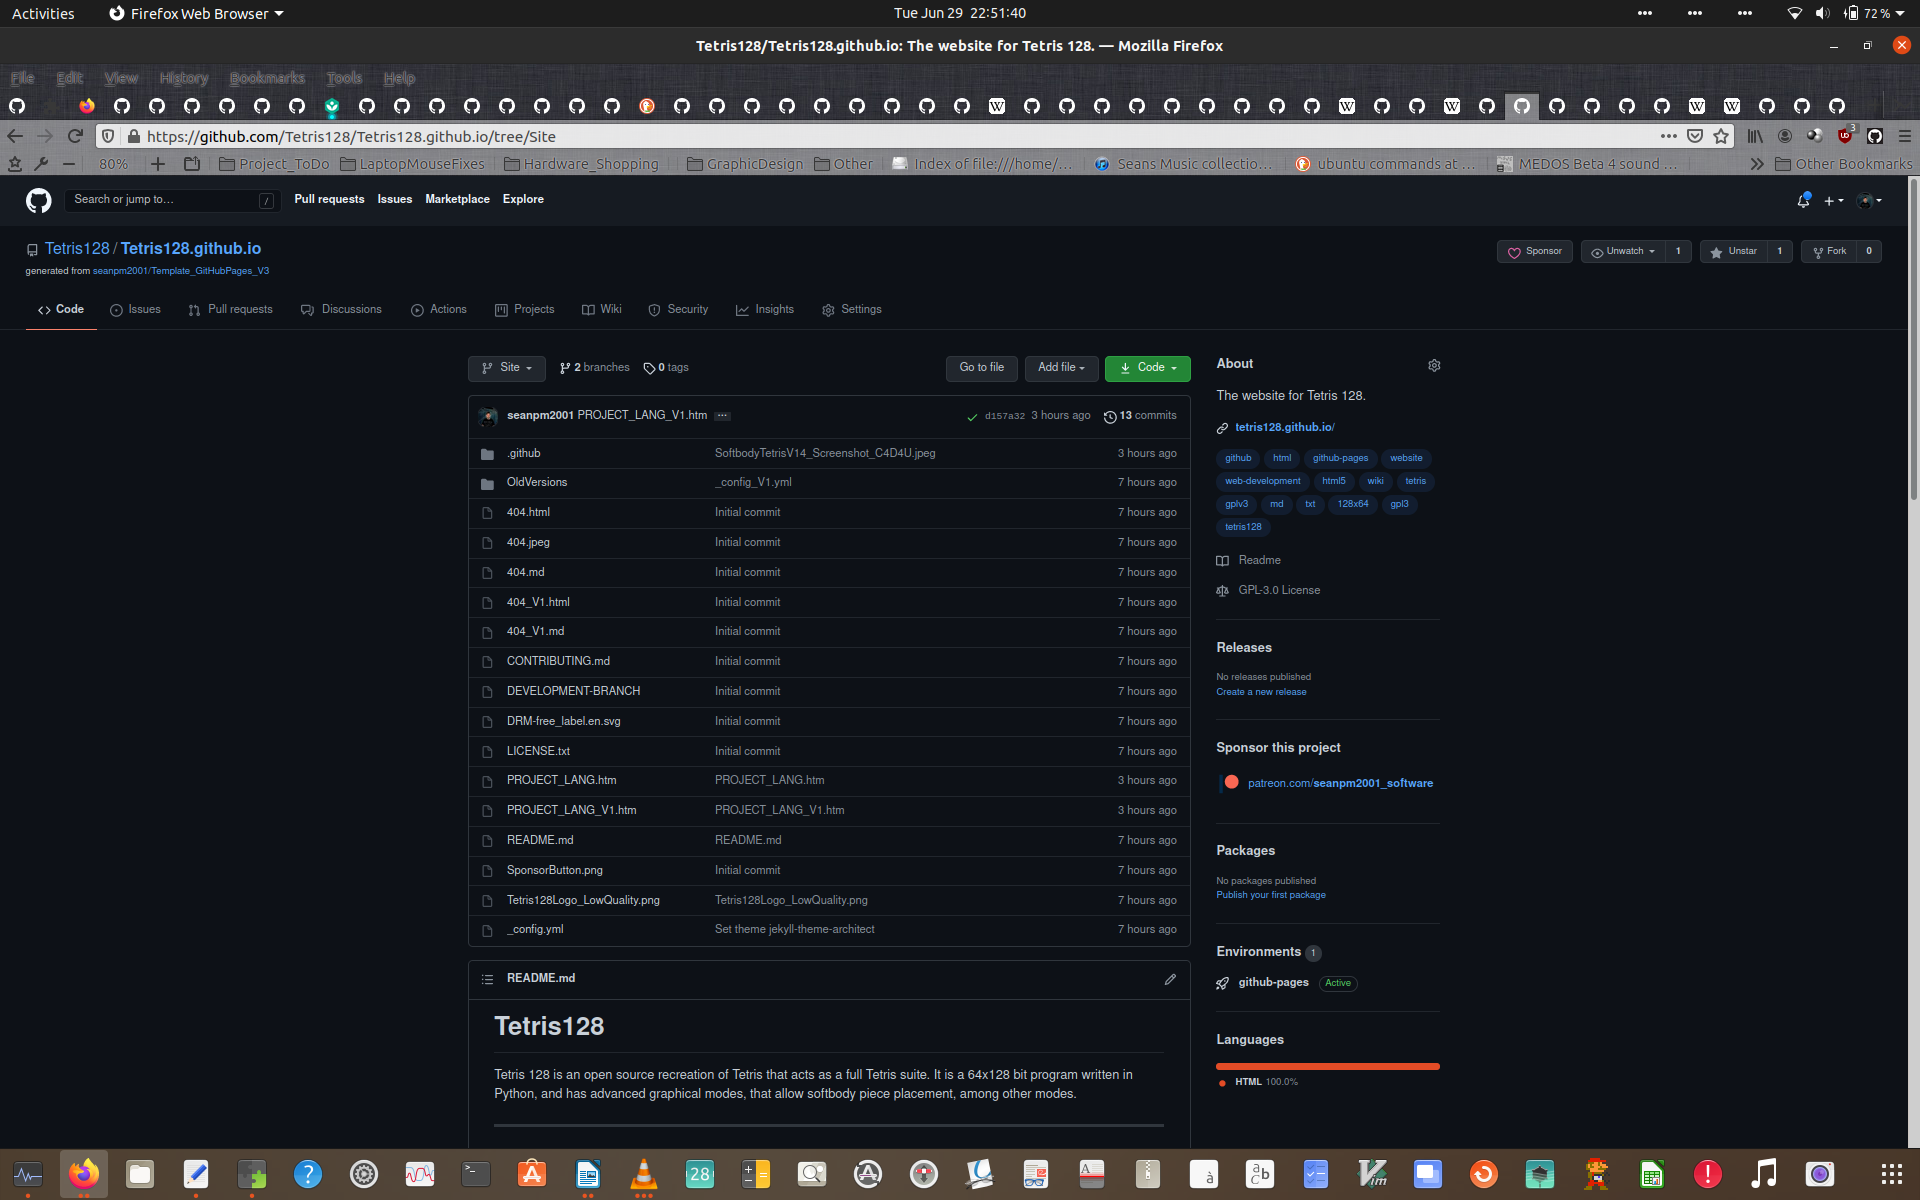 Activities Firefox Web Browser Tue Jun 29 22:51:40 72 %
Tetris128/Tetris128.github.io: The website for Tetris 128. — Mozilla Firefox
File Edit View History Bookmarks Tools Help
https://github.com/Tetris128/Tetris128.github.io/tree/Site 3
80% Project_ToDo LaptopMouseFixes Hardware_Shopping GraphicDesign Other Index of file:///home/... Seans Music collectio... ubuntu commands at ... MEDOS Beta 4 sound ... Other Bookmarks
Search or jump to... / Pull requests Issues Marketplace Explore
Tetris128 / Tetris128.github.io Sponsor Unwatch 1 Unstar 1 Fork 0
generated from seanpm2001/Template_GitHubPages_V3
Code Issues Pull requests Discussions Actions Projects Wiki Security Insights Settings
Site 2 branches 0 tags Go to file Add file Code
seanpm2001 PROJECT_LANG_V1.htm ... d157a32 3 hours ago 13 commits
.github SoftbodyTetrisV14_Screenshot_C4D4U.jpeg 3 hours ago
OldVersions _config_V1.yml 7 hours ago
404.html Initial commit 7 hours ago
404.jpeg Initial commit 7 hours ago
404.md Initial commit 7 hours ago
404_V1.html Initial commit 7 hours ago
404_V1.md Initial commit 7 hours ago
CONTRIBUTING.md Initial commit 7 hours ago
DEVELOPMENT-BRANCH Initial commit 7 hours ago
DRM-free_label.en.svg Initial commit 7 hours ago
LICENSE.txt Initial commit 7 hours ago
PROJECT_LANG.htm PROJECT_LANG.htm 3 hours ago
PROJECT_LANG_V1.htm PROJECT_LANG_V1.htm 3 hours ago
README.md README.md 7 hours ago
SponsorButton.png Initial commit 7 hours ago
Tetris128Logo_LowQuality.png Tetris128Logo_LowQuality.png 7 hours ago
_config.yml Set theme jekyll-theme-architect 7 hours ago
README.md
Tetris128
Tetris 128 is an open source recreation of Tetris that acts as a full Tetris suite. It is a 64x128 bit program written in
Python, and has advanced graphical modes, that allow softbody piece placement, among other modes.
About
The website for Tetris 128.
tetris128.github.io/
github html github-pages website
web-development html5 wiki tetris
gplv3 md txt 128x64 gpl3
tetris128
Readme
GPL-3.0 License
Releases
No releases published
Create a new release
Sponsor this project
patreon.com/seanpm2001_software
Packages
No packages published
Publish your first package
Environments 1
github-pages Active
Languages
HTML 100.0%
28